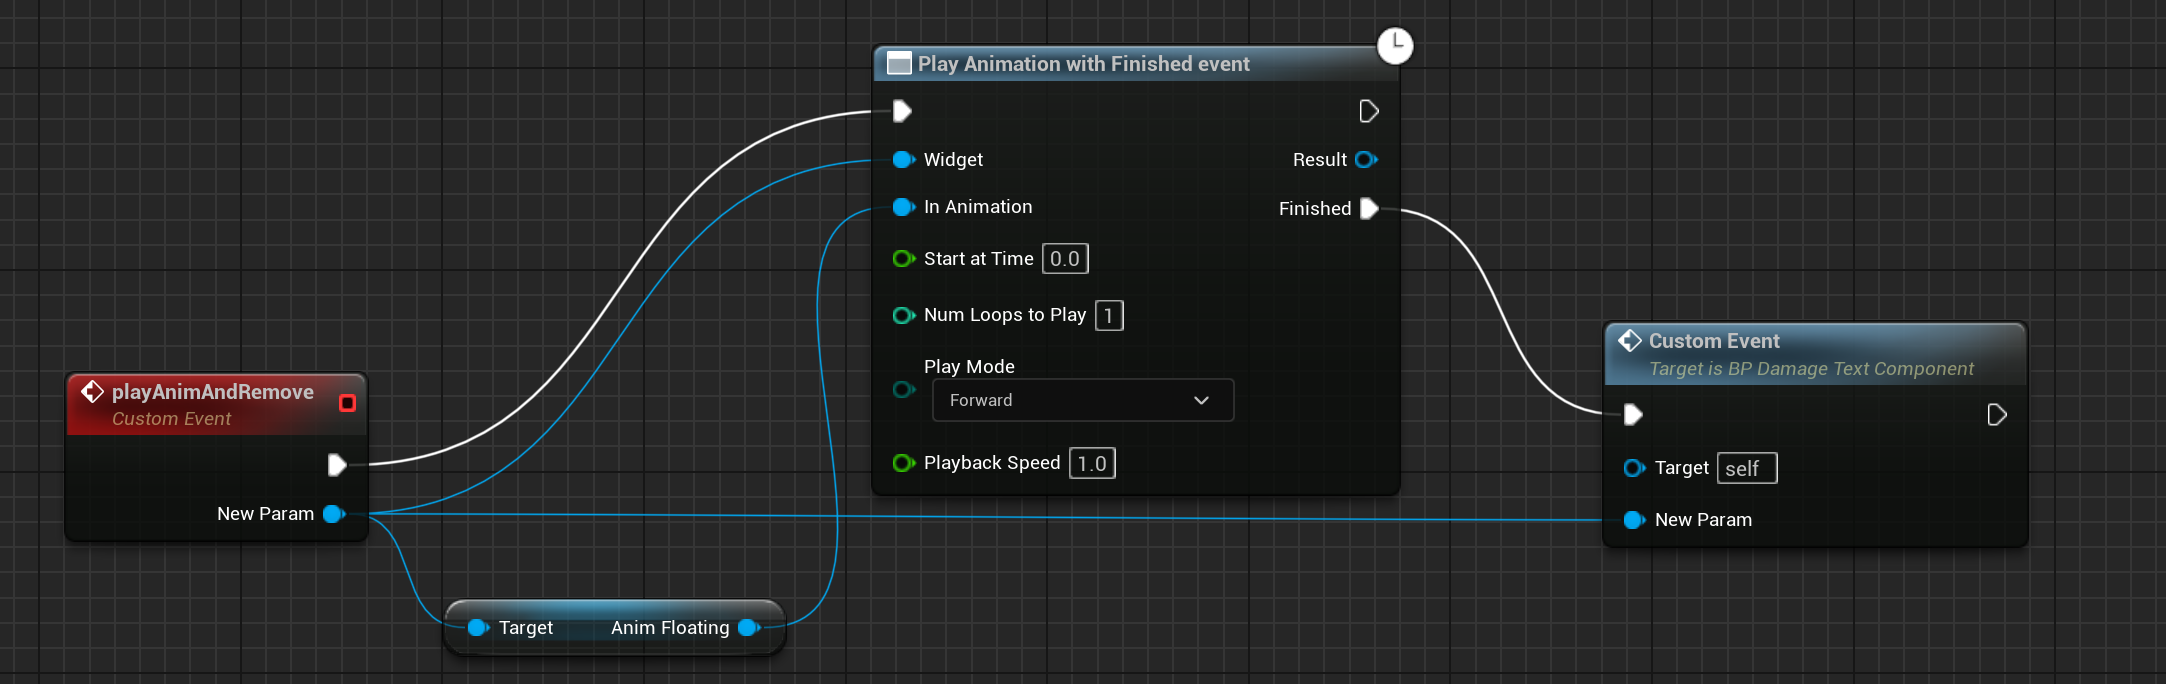 Play Animation with Finished event
Widget
Result
In Animation
Finished
Start at Time 0.0
Num Loops to Play 1
Play Mode
Forward
Playback Speed 1.0
playAnimAndRemove
Custom Event
New Param
Target
Anim Floating
Custom Event
Target is BP Damage Text Component
Target self
New Param